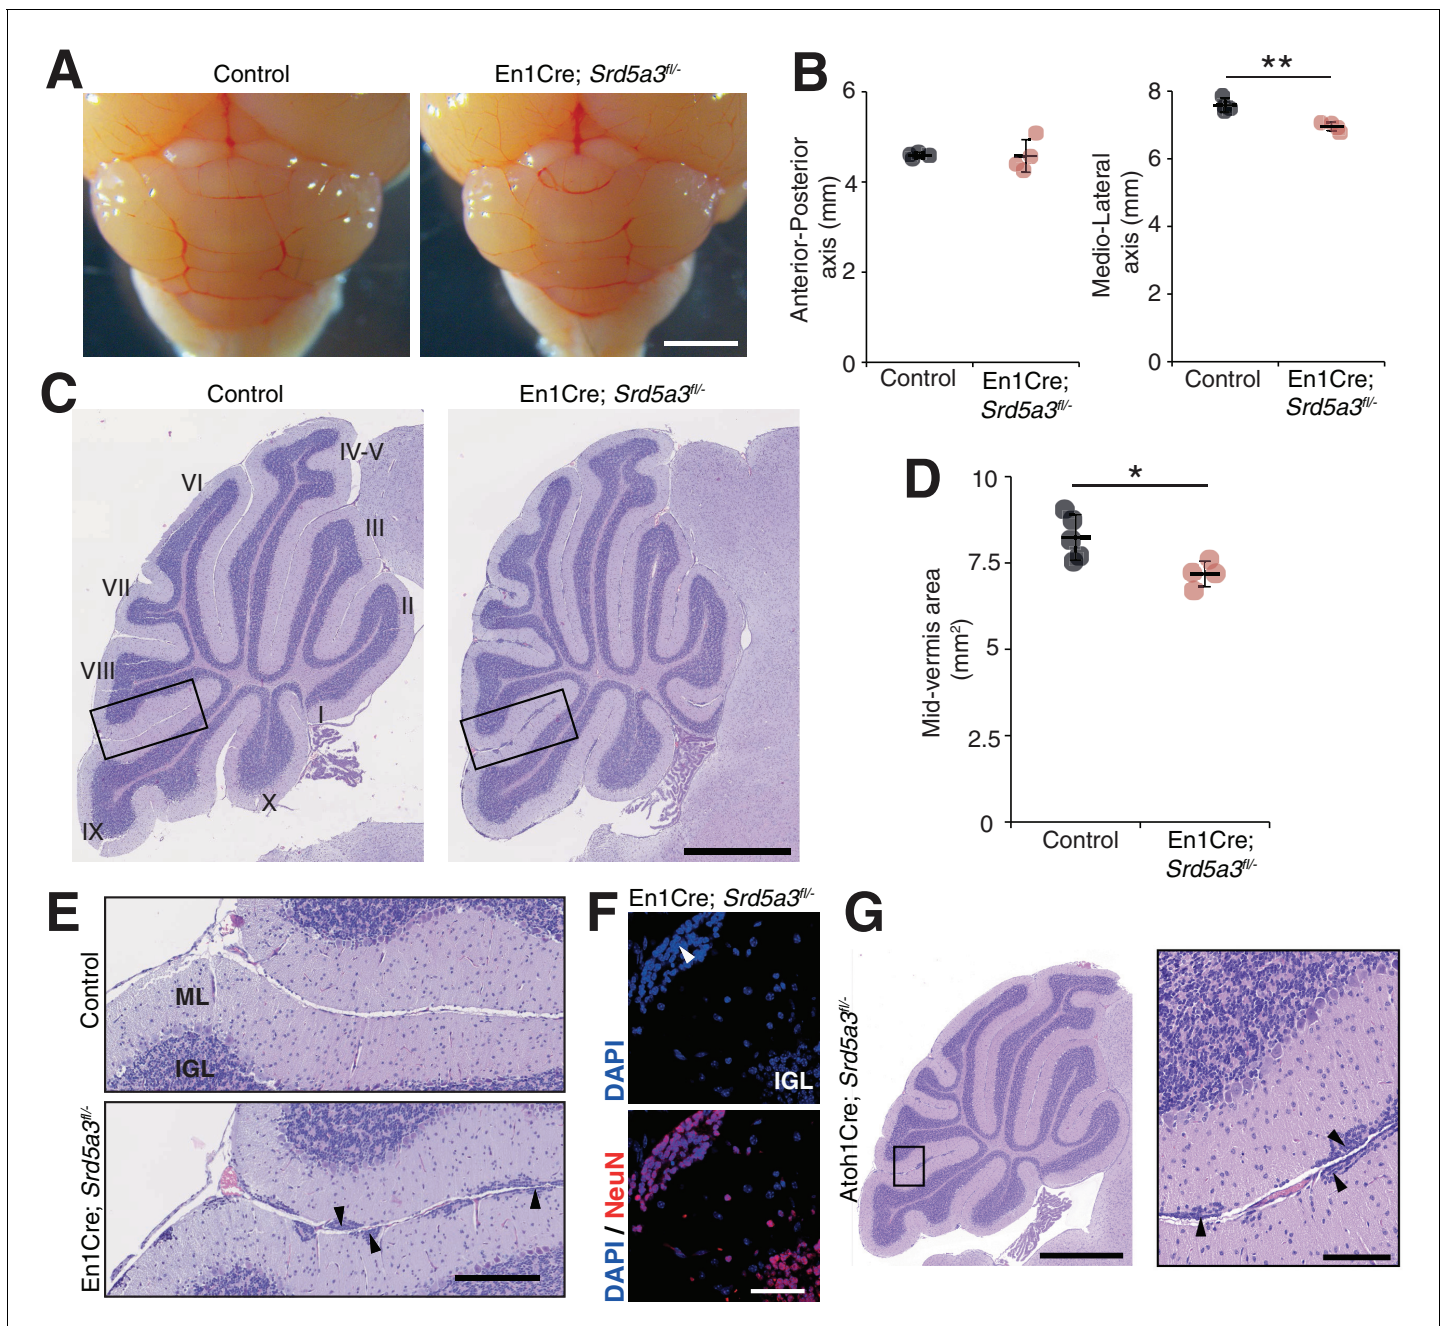 A
Control
En1Cre; Srd5a3fl/-
B
Anterior-Posterior
axis (mm)
6
4
2
0
Control
En1Cre;
Srd5a3fl/-
**
Medio-Lateral
axis (mm)
8
6
4
2
0
Control
En1Cre;
Srd5a3fl/-
C
Control
En1Cre; Srd5a3fl/-
IV-V
VI
III
VII
II
VIII
I
X
IX
D
*
Mid-vermis area
(mm2)
10
7.5
5
2.5
0
Control
En1Cre;
Srd5a3fl/-
E
Control
ML
IGL
En1Cre; Srd5a3fl/-
F
En1Cre; Srd5a3fl/-
DAPI
IGL
DAPI / NeuN
G
Atoh1Cre; Srd5a3fl/-